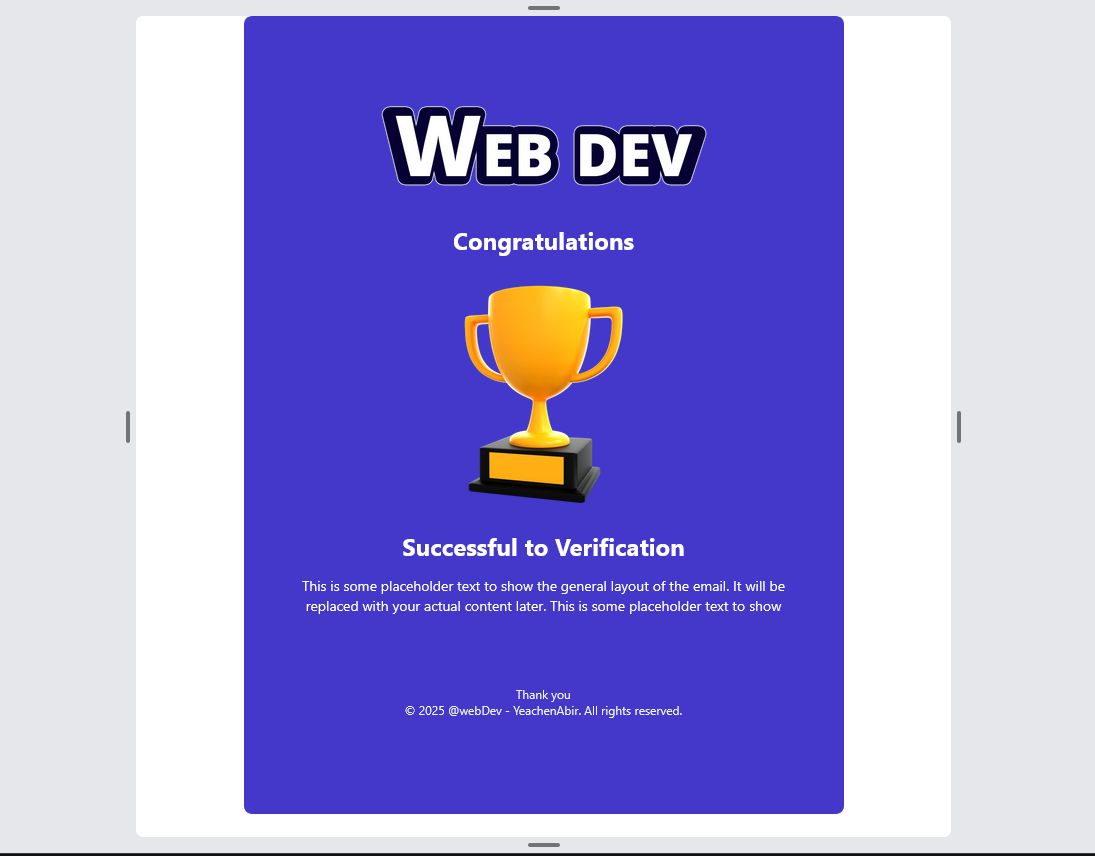 WEB DEV
Congratulations
Successful to Verification
This is some placeholder text to show the general layout of the email. It will be
replaced with your actual content later. This is some placeholder text to show
Thank you
© 2025 @webDev - YeachenAbir. All rights reserved.